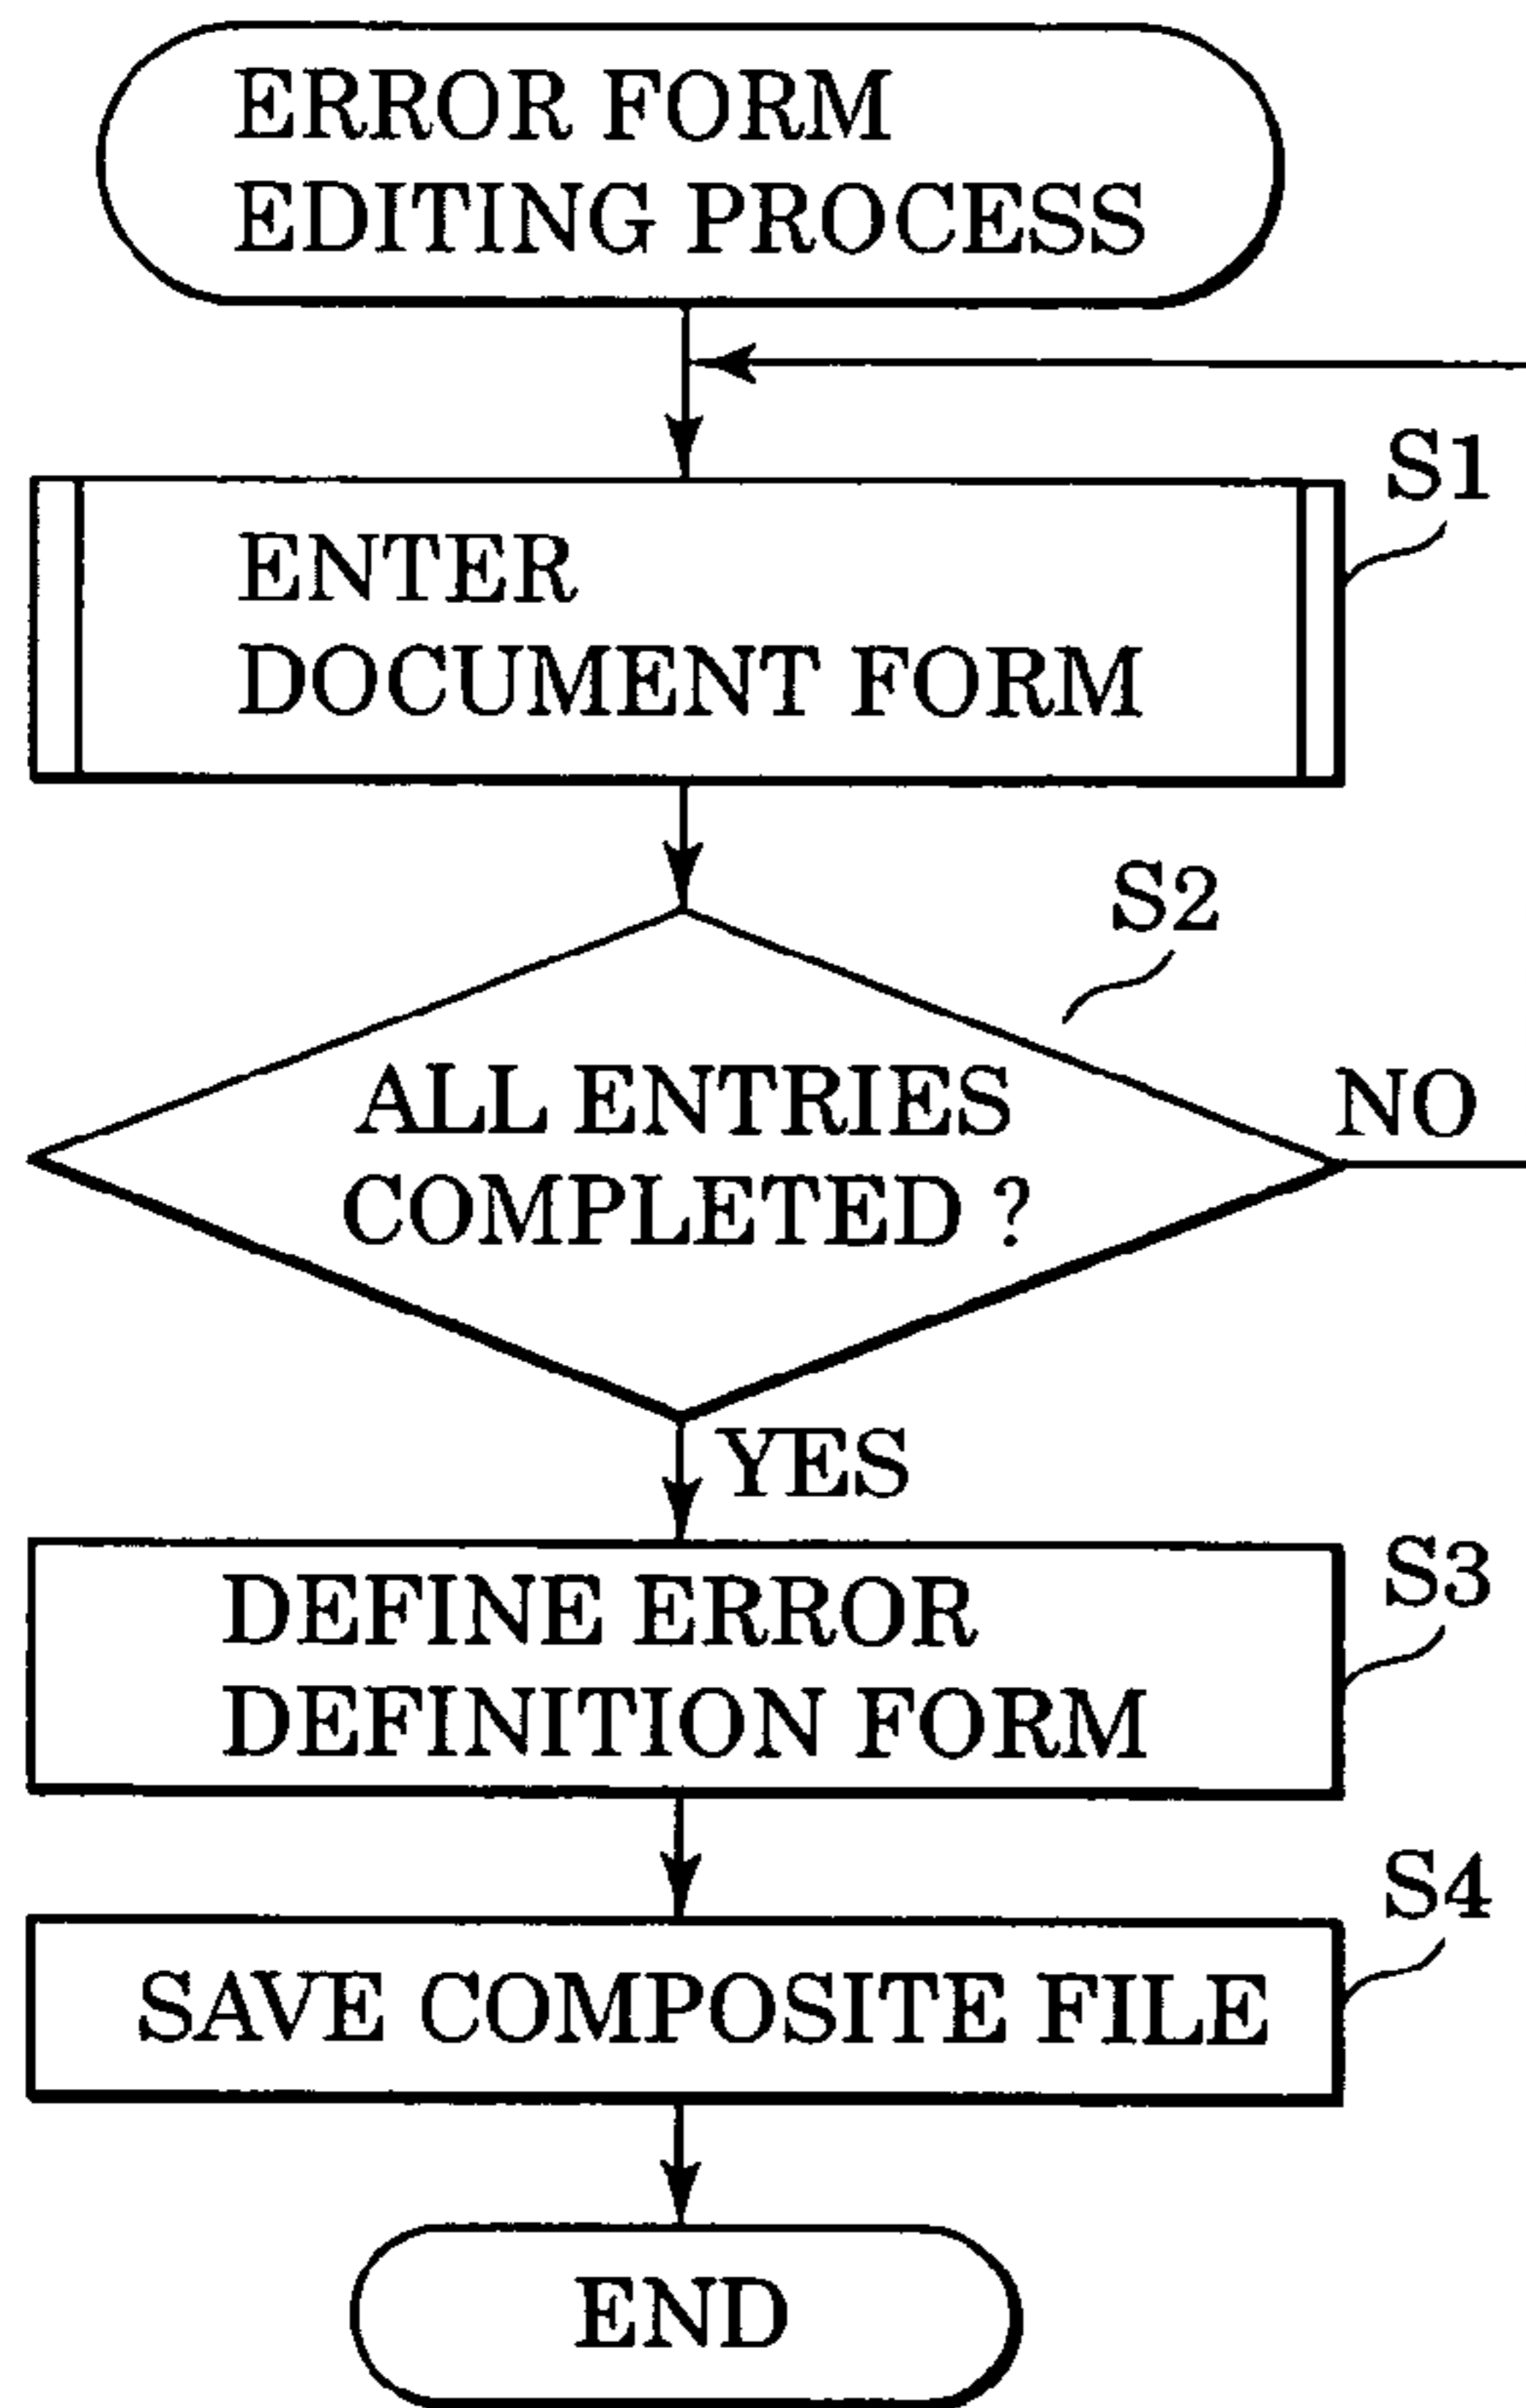 ERROR FORM
EDITING PROCESS
S1
ENTER
DOCUMENT FORM
S2
ALL ENTRIES
COMPLETED ?
NO
YES
S3
DEFINE ERROR
DEFINITION FORM
S4
SAVE COMPOSITE FILE
END